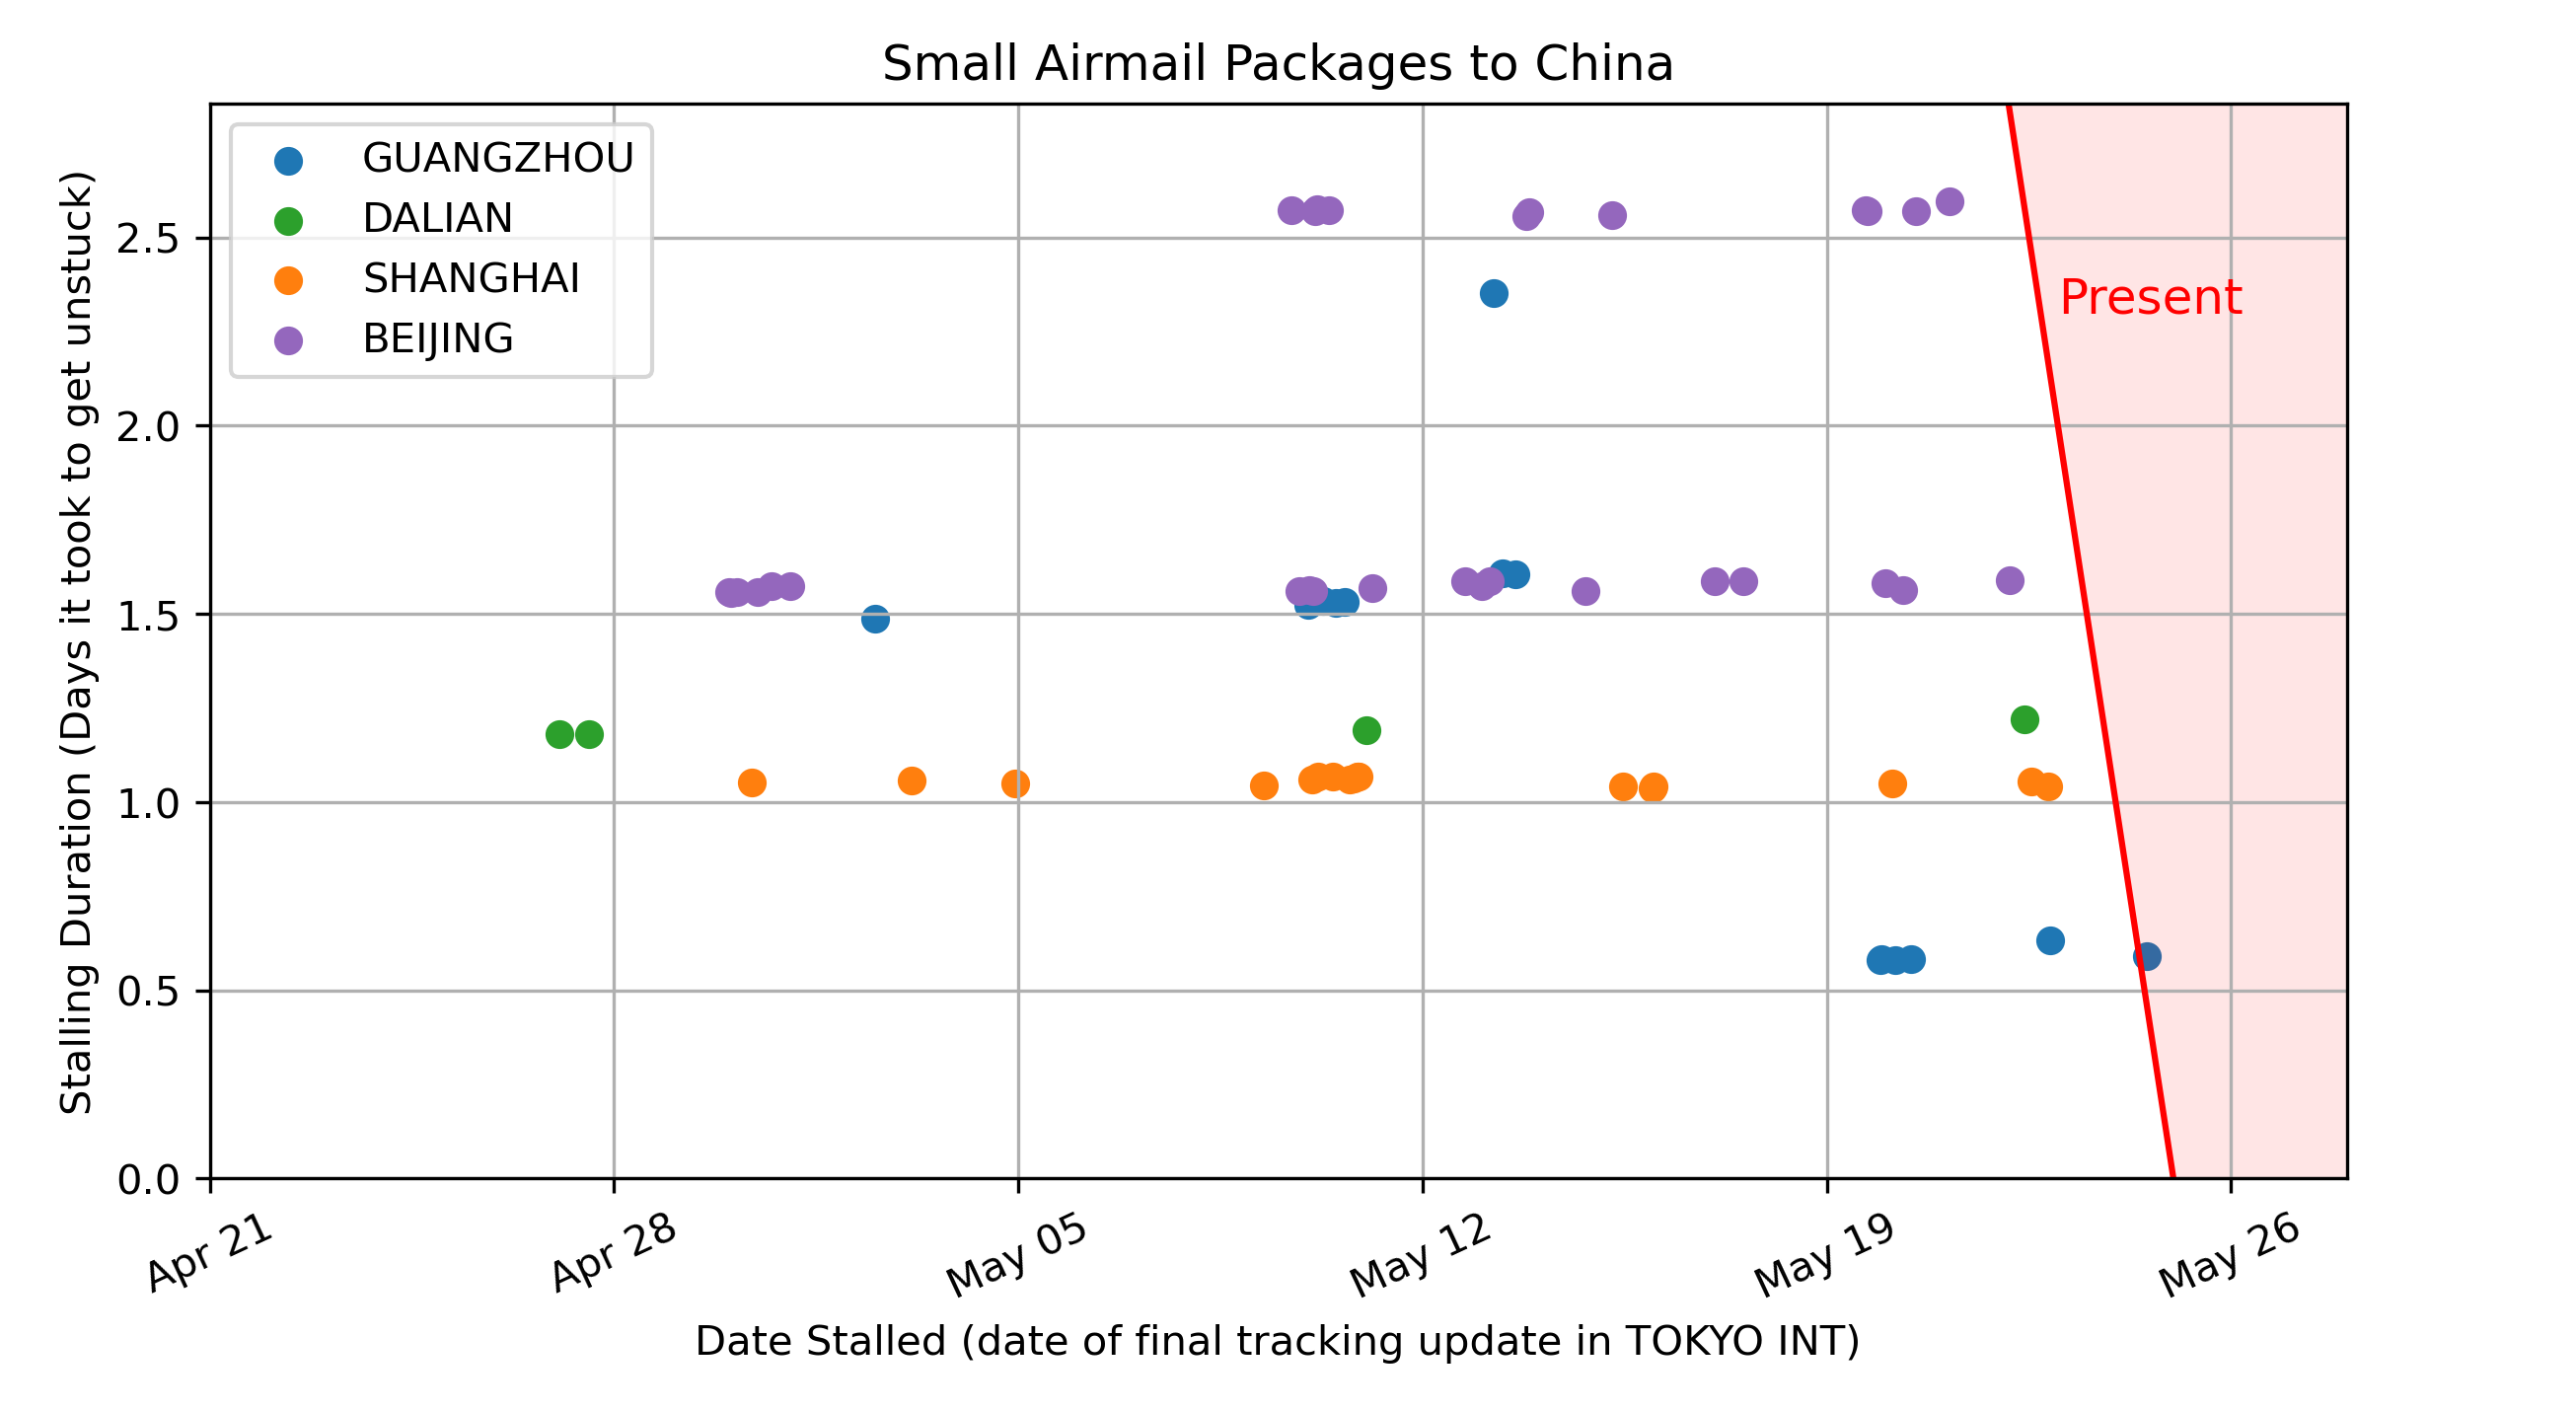 Small Airmail Packages to China
GUANGZHOU
DALIAN
SHANGHAI
BEIJING
Present
Stalling Duration (Days it took to get unstuck)
2.5
2.0
1.5
1.0
0.5
0.0
Apr 21
Apr 28
May 05
May 12
May 19
May 26
Date Stalled (date of final tracking update in TOKYO INT)